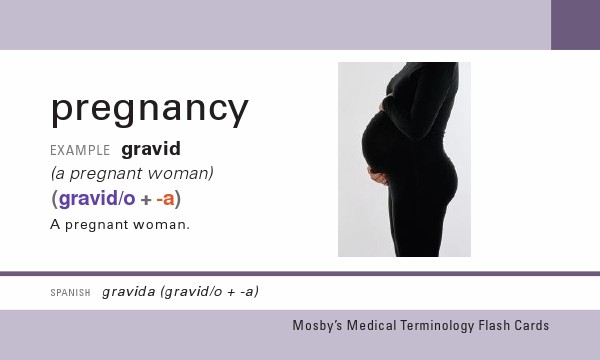 pregnancy
EXAMPLE gravid
(a pregnant woman)
(gravid/o + -a)
A pregnant woman.
SPANISH gravida (gravid/o + -a)
Mosby's Medical Terminology Flash Cards